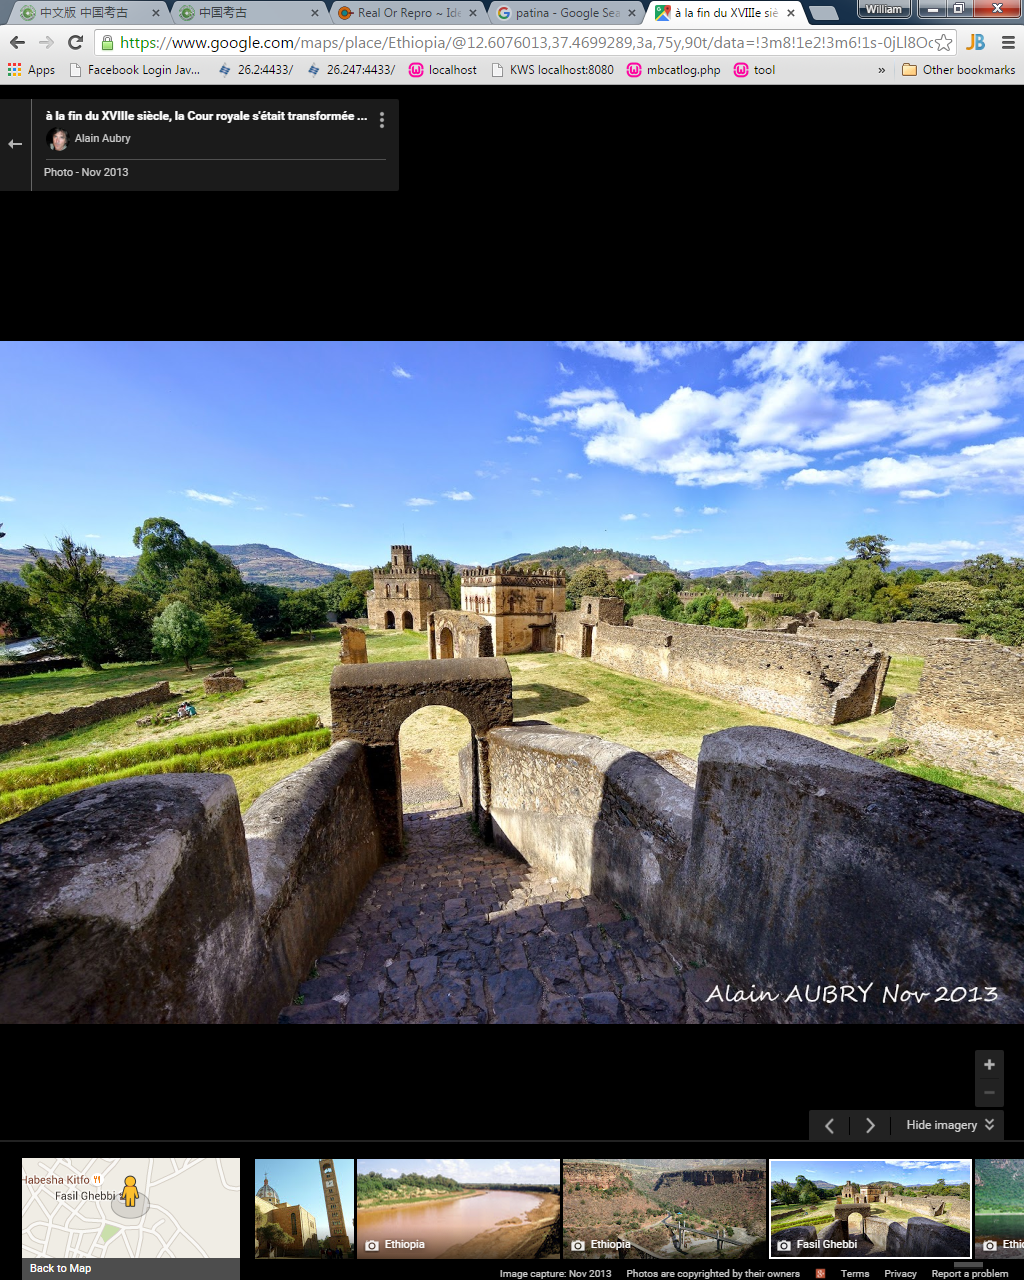 中文版 中国考古
中国考古
Real Or Repro ~ Ide
patina - Google Sea
à la fin du XVIIIe siè
William
https://www.google.com/maps/place/Ethiopia/@12.6076013,37.4699289,3a,75y,90t/data=!3m8!1e2!3m6!1s-0jLl8Oc
JB
Apps
Facebook Login Jav...
26.2:4433/
26.247:4433/
localhost
KWS localhost:8080
mbcatlog.php
tool
»
Other bookmarks
à la fin du XVIIIe siècle, la Cour royale s'était transformée ...
Alain Aubry
Photo - Nov 2013
Alain AUBRY Nov 2013
Hide imagery
Habesha Kitfo
Fasil Ghebbi
Back to Map
Ethiopia
Ethiopia
Fasil Ghebbi
Ethio
Image capture: Nov 2013 Photos are copyrighted by their owners Terms Privacy Report a problem